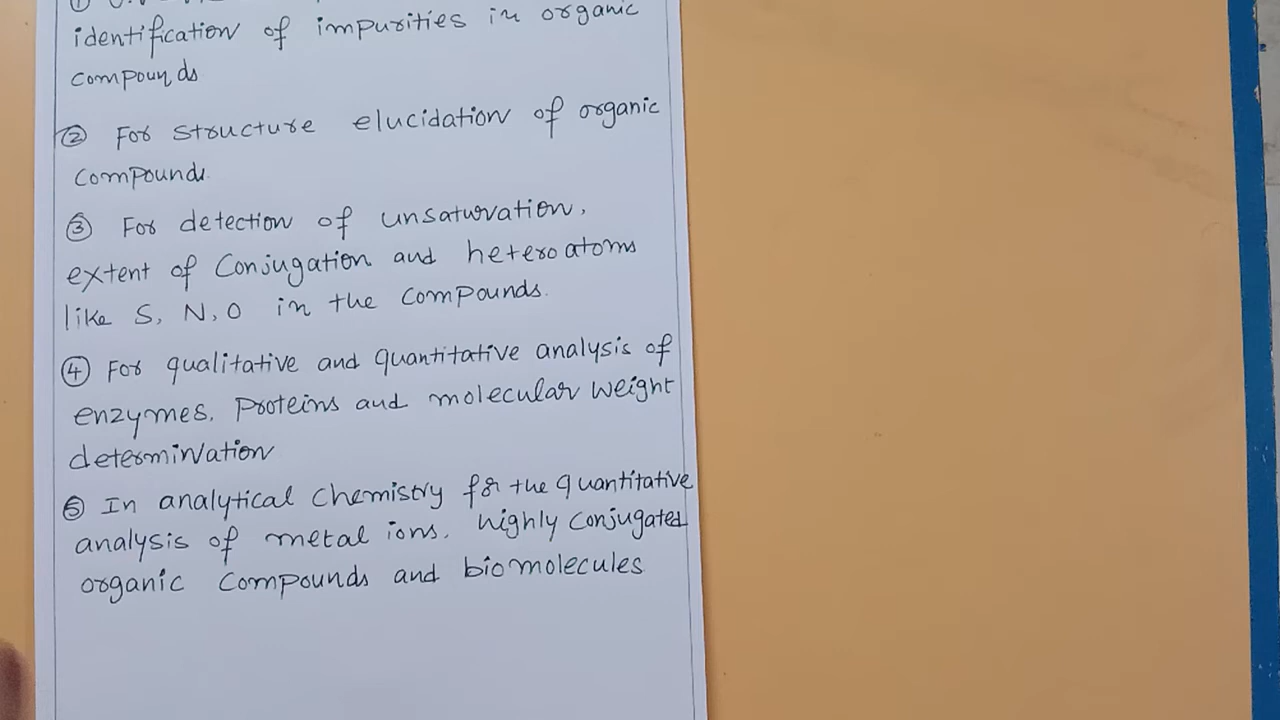 identification of impurities in organic
compounds
② For structure elucidation of organic
compounds.
③ For detection of unsaturation,
extent of Conjugation and heteroatoms
like S, N, O in the compounds.
④ For qualitative and quantitative analysis of
enzymes, Proteins and molecular weight
determination
⑤ In analytical chemistry for the quantitative
analysis of metal ions, highly conjugated
organic compounds and biomolecules